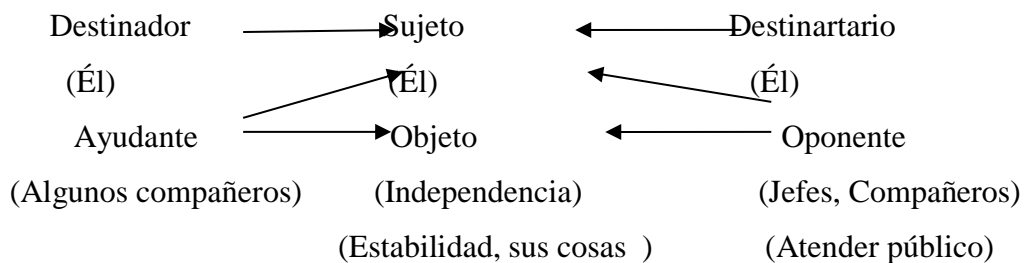 Destinador Sujeto Destinartario
(Él) (Él) (Él)
Ayudante Objeto Oponente
(Algunos compañeros) (Independencia) (Jefes, Compañeros)
(Estabilidad, sus cosas ) (Atender público)